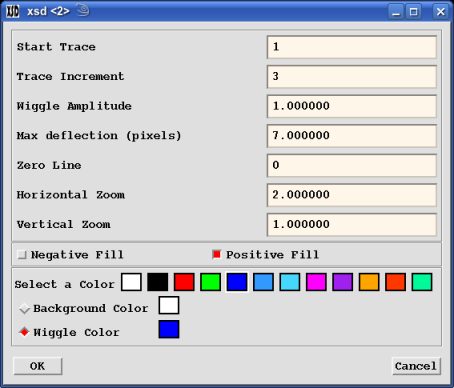 XSD xsd <2>
Start Trace 1
Trace Increment 3
Wiggle Amplitude 1.000000
Max deflection (pixels) 7.000000
Zero Line 0
Horizontal Zoom 2.000000
Vertical Zoom 1.000000
Negative Fill Positive Fill
Select a Color
Background Color
Wiggle Color
OK Cancel